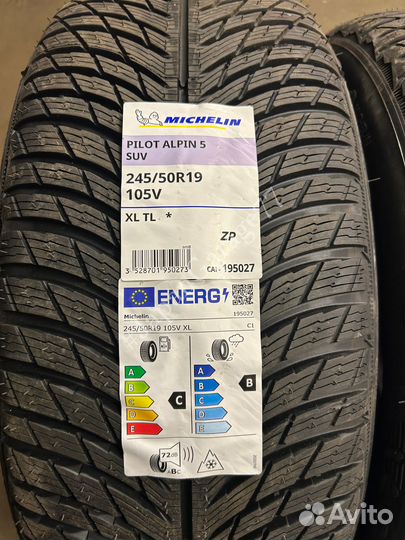 MICHELIN
PILOT ALPIN 5
SUV
245/50R19
105V
XL TL *
ZP
3 528701 950273
CAI- 195027
ENERG
Michelin 195027
245/50R19 105V XL C1
A A
B B B
C C C
D D
E E
72dB
ABC
Avito